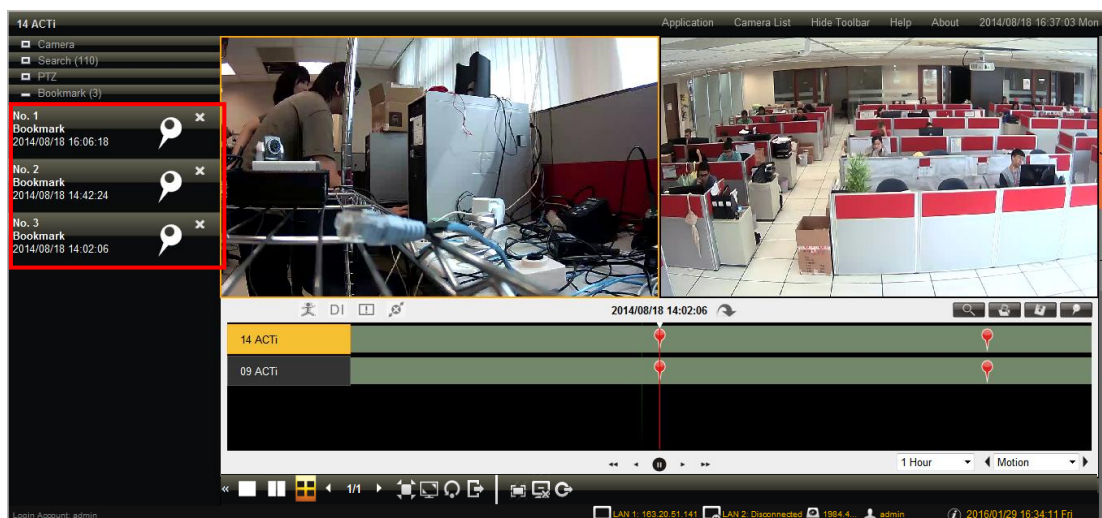 14 ACTi
Application Camera List Hide Toolbar Help About 2014/08/18 16:37:03 Mon
Camera
Search (110)
PTZ
Bookmark (3)
No. 1
Bookmark
2014/08/18 16:06:18
No. 2
Bookmark
2014/08/18 14:42:24
No. 3
Bookmark
2014/08/18 14:02:06
DI
2014/08/18 14:02:06
14 ACTi
09 ACTi
1 Hour
Motion
1/1
Login Account: admin
LAN 1: 163.20.51.141 LAN 2: Disconnected 1984.4... admin 2016/01/29 16:34:11 Fri